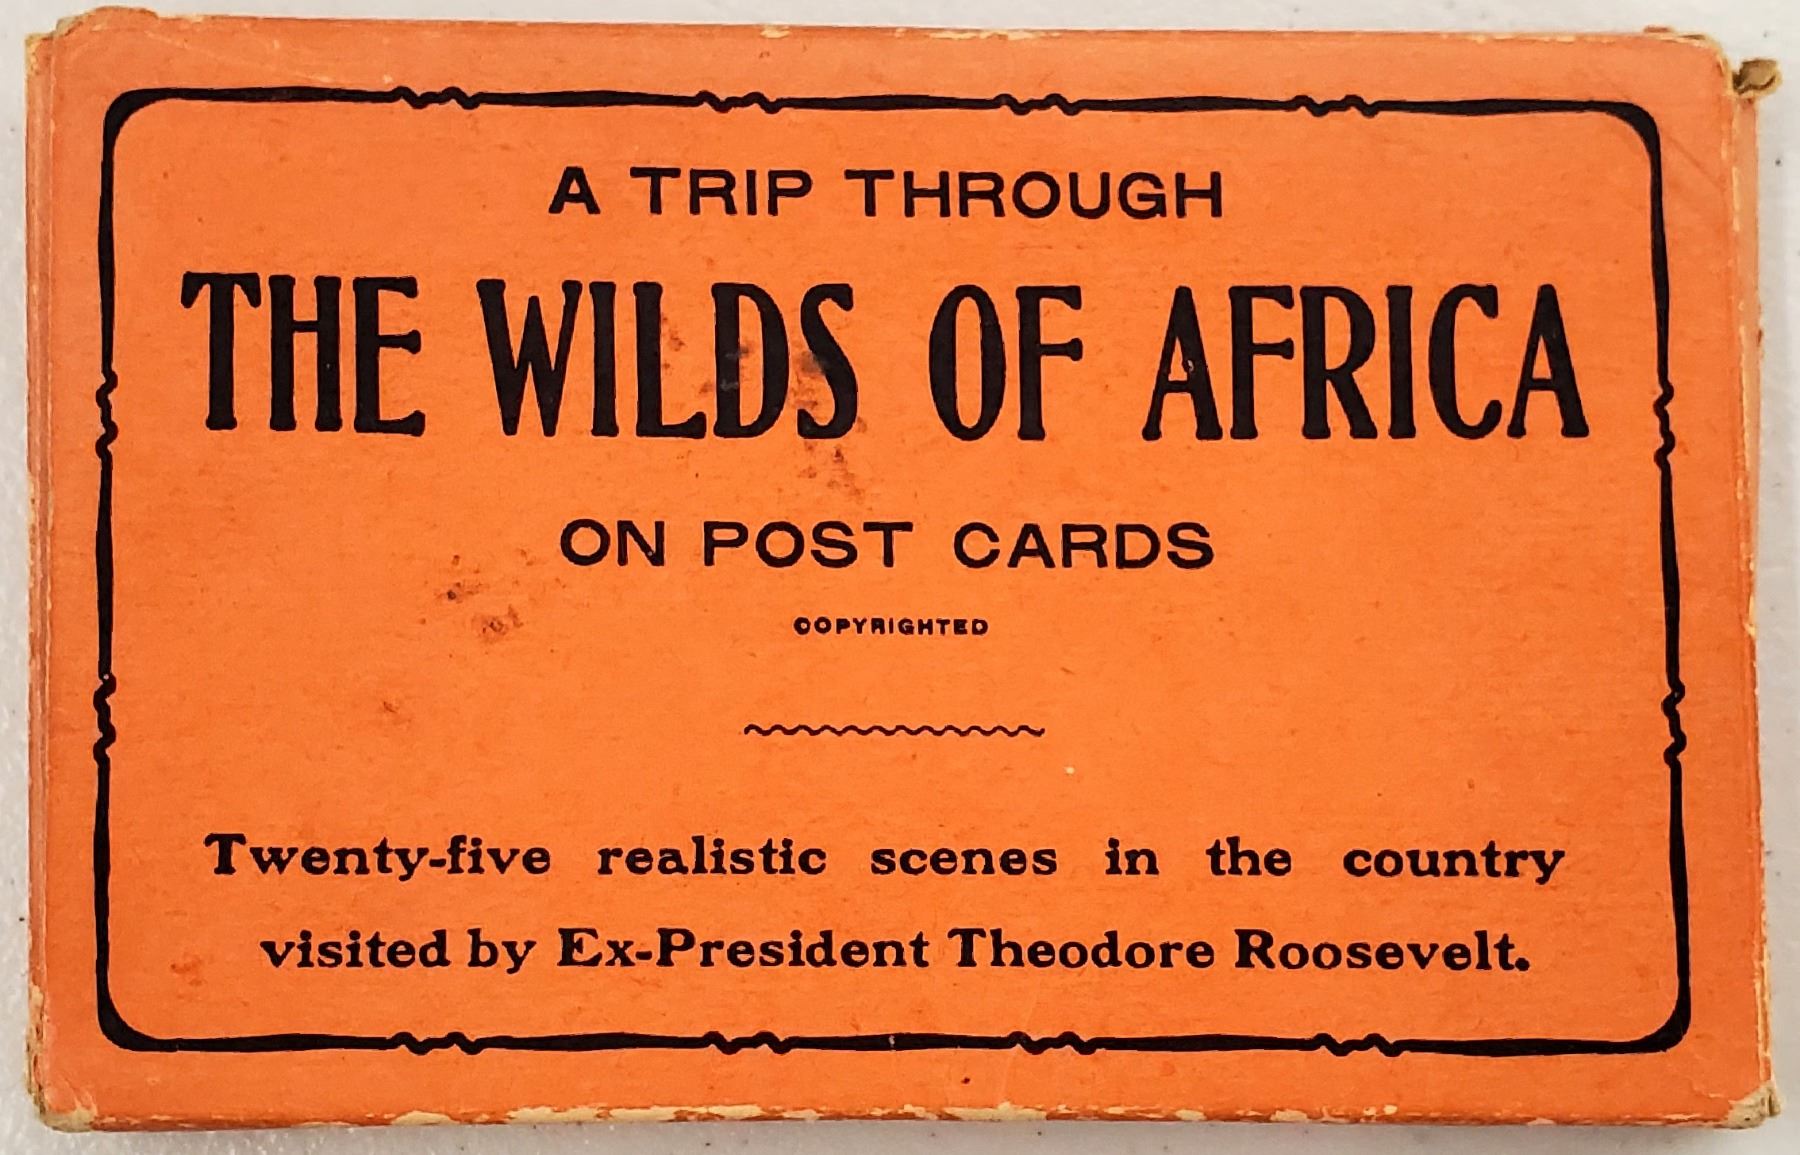 A TRIP THROUGH
THE WILDS OF AFRICA
ON POST CARDS
COPYRIGHTED
Twenty-five realistic scenes in the country
visited by Ex-President Theodore Roosevelt.